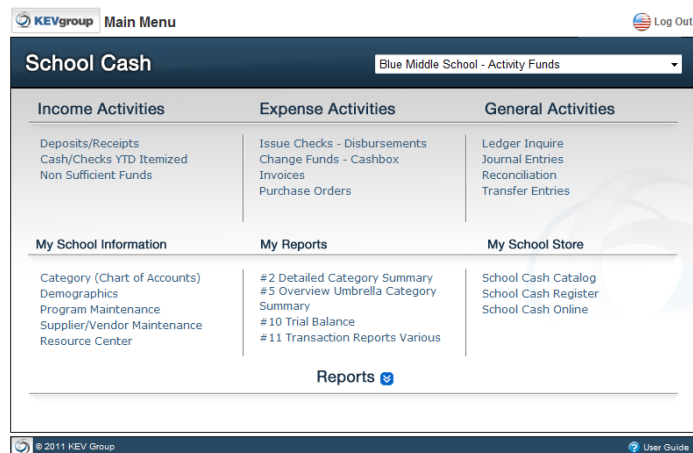 KEVgroup Main Menu
Log Out
School Cash
Blue Middle School - Activity Funds
Income Activities
Deposits/Receipts
Cash/Checks YTD Itemized
Non Sufficient Funds
Expense Activities
Issue Checks - Disbursements
Change Funds - Cashbox
Invoices
Purchase Orders
General Activities
Ledger Inquire
Journal Entries
Reconciliation
Transfer Entries
My School Information
Category (Chart of Accounts)
Demographics
Program Maintenance
Supplier/Vendor Maintenance
Resource Center
My Reports
#2 Detailed Category Summary
#5 Overview Umbrella Category
Summary
#10 Trial Balance
#11 Transaction Reports Various
My School Store
School Cash Catalog
School Cash Register
School Cash Online
Reports
© 2011 KEV Group
User Guide